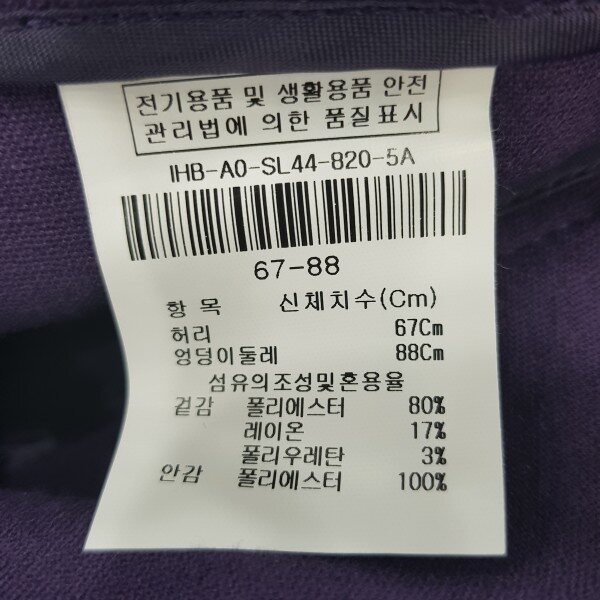 전기용품 및 생활용품 안전
관리법에 의한 품질표시
IHB-A0-SL44-820-5A
67-88
항 목 신체치수(Cm)
허리 67Cm
엉덩이둘레 88Cm
섬유의조성및혼용율
겉감 폴리에스터 80%
레이온 17%
폴리우레탄 3%
안감 폴리에스터 100%